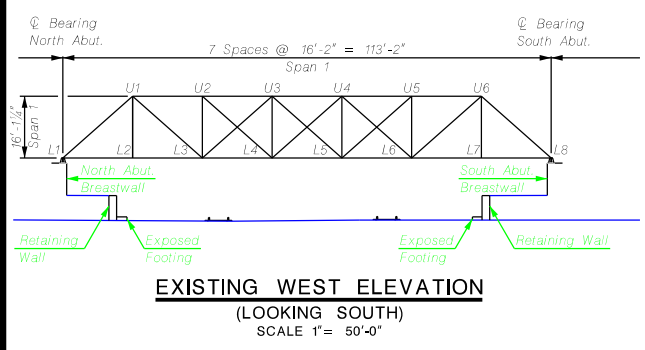 ℄ Bearing
North Abut.
℄ Bearing
South Abut.
7 Spaces @ 16'-2" = 113'-2"
Span 1
16'-1¼"
Span 1
U1 U2 U3 U4 U5 U6
L1 L2 L3 L4 L5 L6 L7 L8
North Abut.
Breastwall
South Abut.
Breastwall
Retaining
Wall
Exposed
Footing
Exposed
Footing
Retaining Wall
EXISTING WEST ELEVATION
(LOOKING SOUTH)
SCALE 1"= 50'-0"